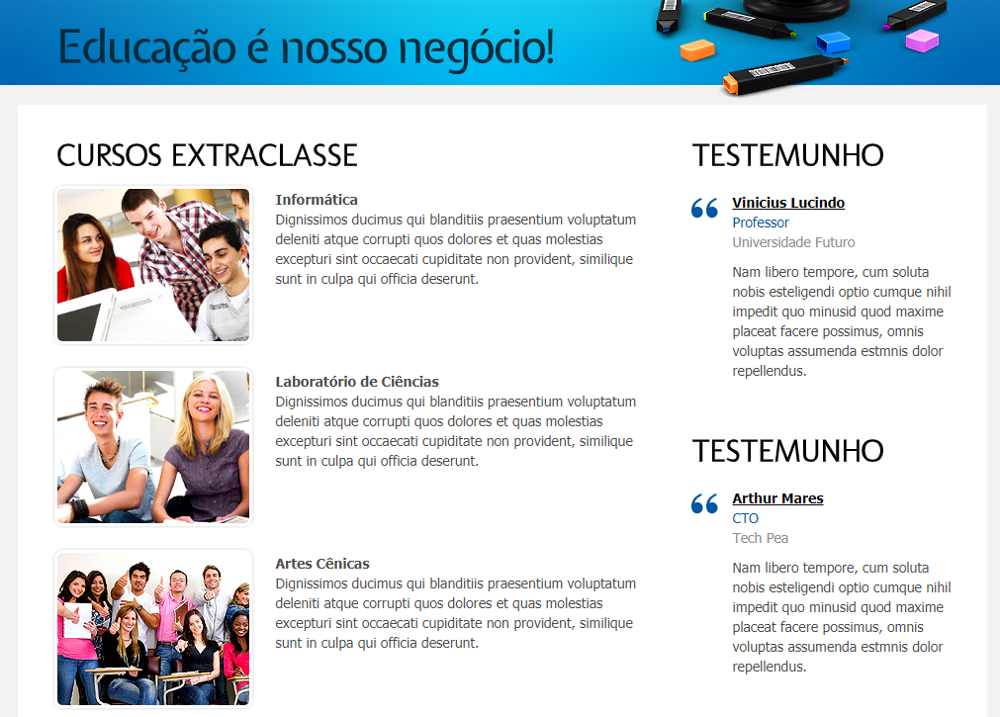 Educação é nosso negócio!
CURSOS EXTRACLASSE
Informática
Dignissimos ducimus qui blanditiis praesentium voluptatum
deleniti atque corrupti quos dolores et quas molestias
excepturi sint occaecati cupiditate non provident, similique
sunt in culpa qui officia deserunt.
Laboratório de Ciências
Dignissimos ducimus qui blanditiis praesentium voluptatum
deleniti atque corrupti quos dolores et quas molestias
excepturi sint occaecati cupiditate non provident, similique
sunt in culpa qui officia deserunt.
Artes Cênicas
Dignissimos ducimus qui blanditiis praesentium voluptatum
deleniti atque corrupti quos dolores et quas molestias
excepturi sint occaecati cupiditate non provident, similique
sunt in culpa qui officia deserunt.
TESTEMUNHO
Vinicius Lucindo
Professor
Universidade Futuro
Nam libero tempore, cum soluta
nobis esteligendi optio cumque nihil
impedit quo minusid quod maxime
placeat facere possimus, omnis
voluptas assumenda estmnis dolor
repellendus.
TESTEMUNHO
Arthur Mares
CTO
Tech Pea
Nam libero tempore, cum soluta
nobis esteligendi optio cumque nihil
impedit quo minusid quod maxime
placeat facere possimus, omnis
voluptas assumenda estmnis dolor
repellendus.